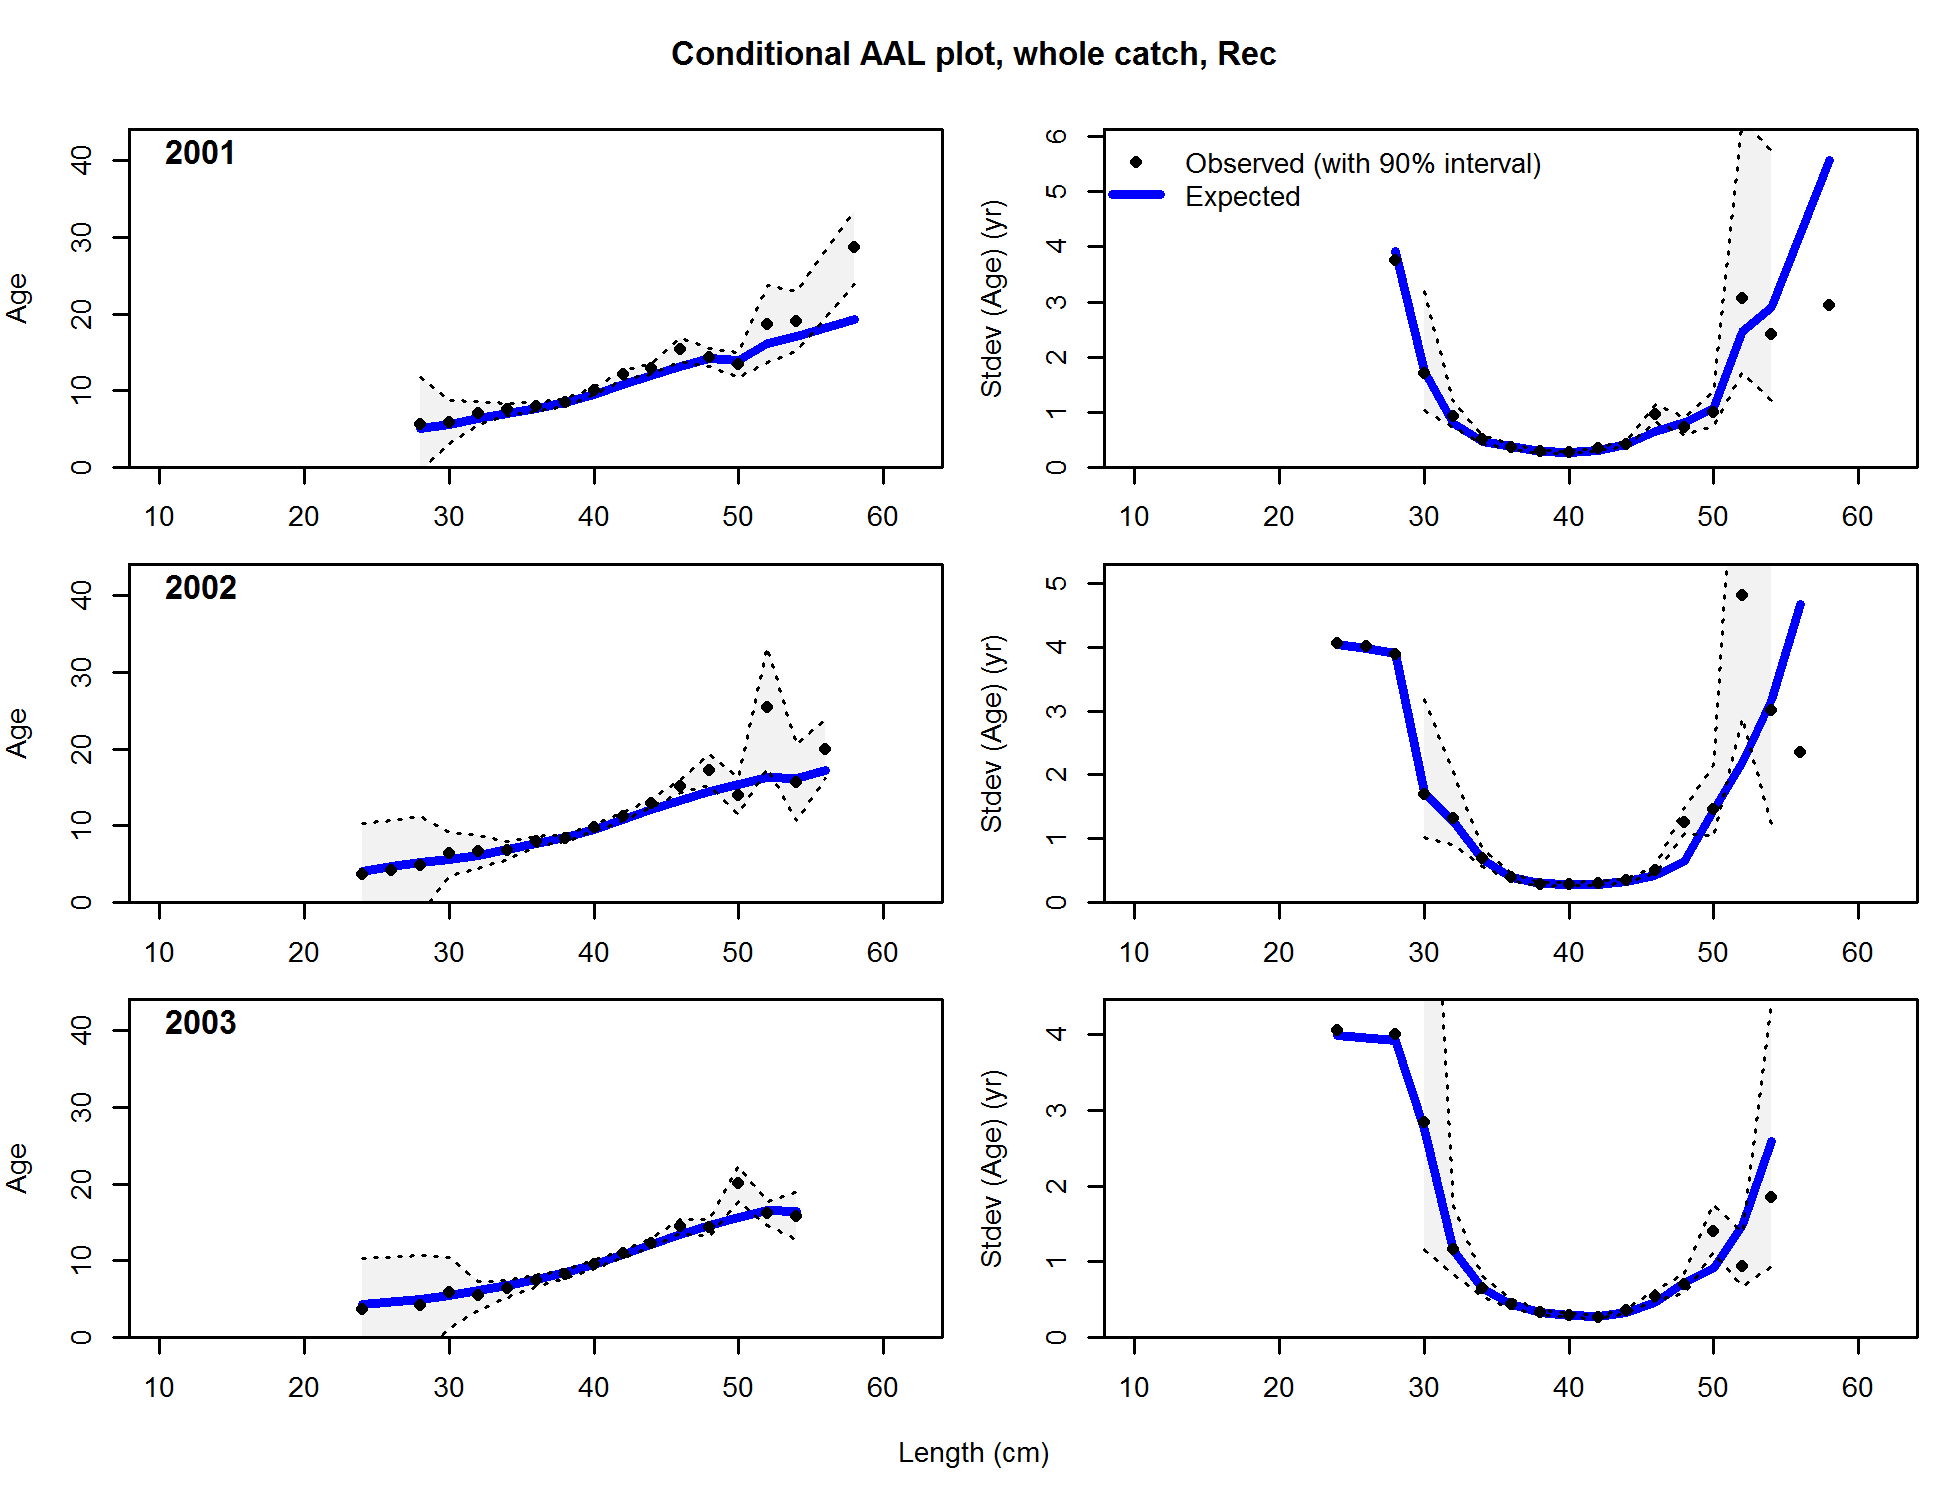 Conditional AAL plot, whole catch, Rec
2001
Age
0 10 20 30 40
10 20 30 40 50 60
Observed (with 90% interval)
Expected
Stdev (Age) (yr)
0 1 2 3 4 5 6
10 20 30 40 50 60
2002
Age
0 10 20 30 40
10 20 30 40 50 60
Stdev (Age) (yr)
0 1 2 3 4 5
10 20 30 40 50 60
2003
Age
0 10 20 30 40
10 20 30 40 50 60
Stdev (Age) (yr)
0 1 2 3 4
10 20 30 40 50 60
Length (cm)